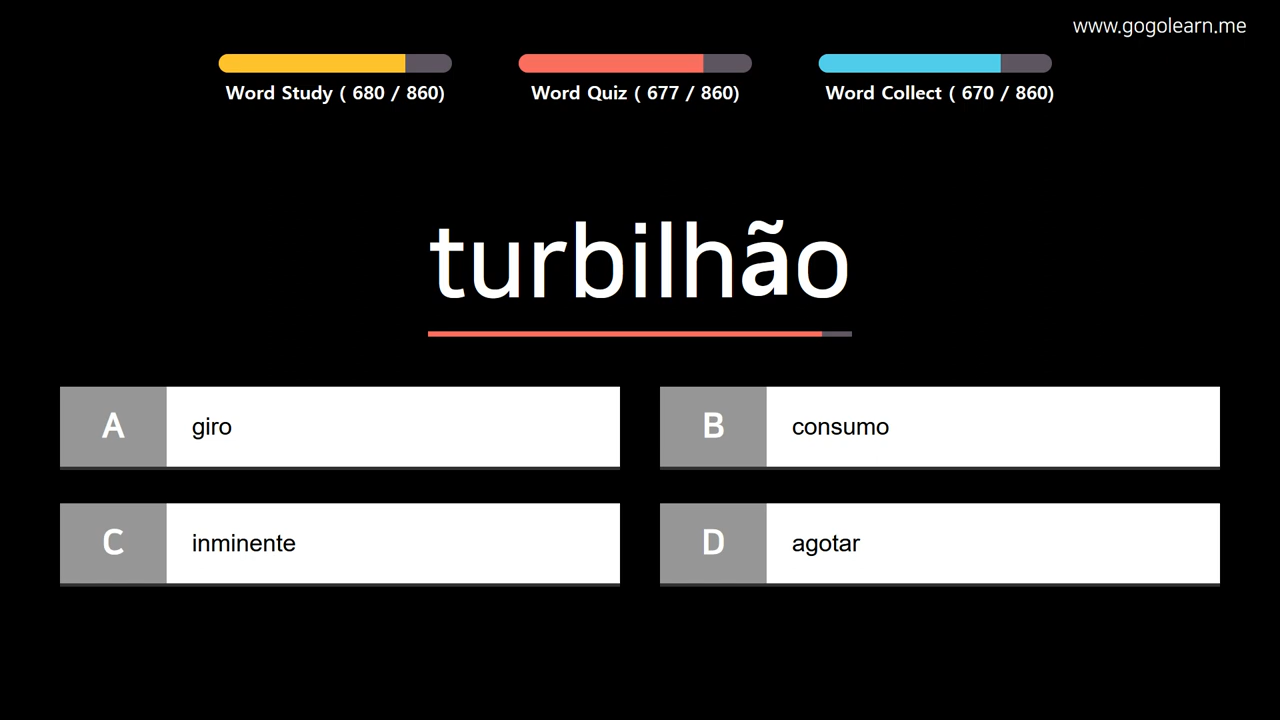 www.gogolearn.me
Word Study ( 680 / 860)
Word Quiz ( 677 / 860)
Word Collect ( 670 / 860)
turbilhão
A giro
B consumo
C inminente
D agotar